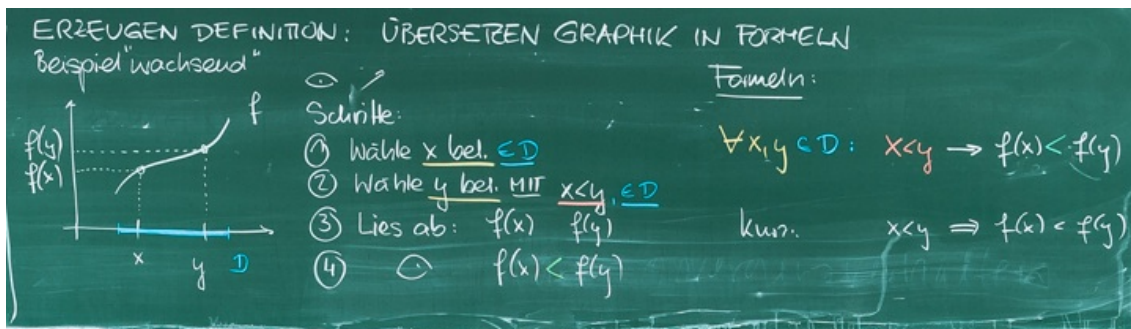 ERZEUGEN DEFINITION: ÜBERSETZEN GRAPHIK IN FORMELN
Beispiel "wachsend"
f
f(y)
f(x)
x y D
Schritte:
① Wähle x bel. ∈ D
② Wähle y bel. MIT x<y, ∈ D
③ Lies ab: f(x) f(y)
④ f(x) < f(y)
Formeln:
∀x,y ∈ D: x<y → f(x) < f(y)
kurz: x<y ⇒ f(x) < f(y)